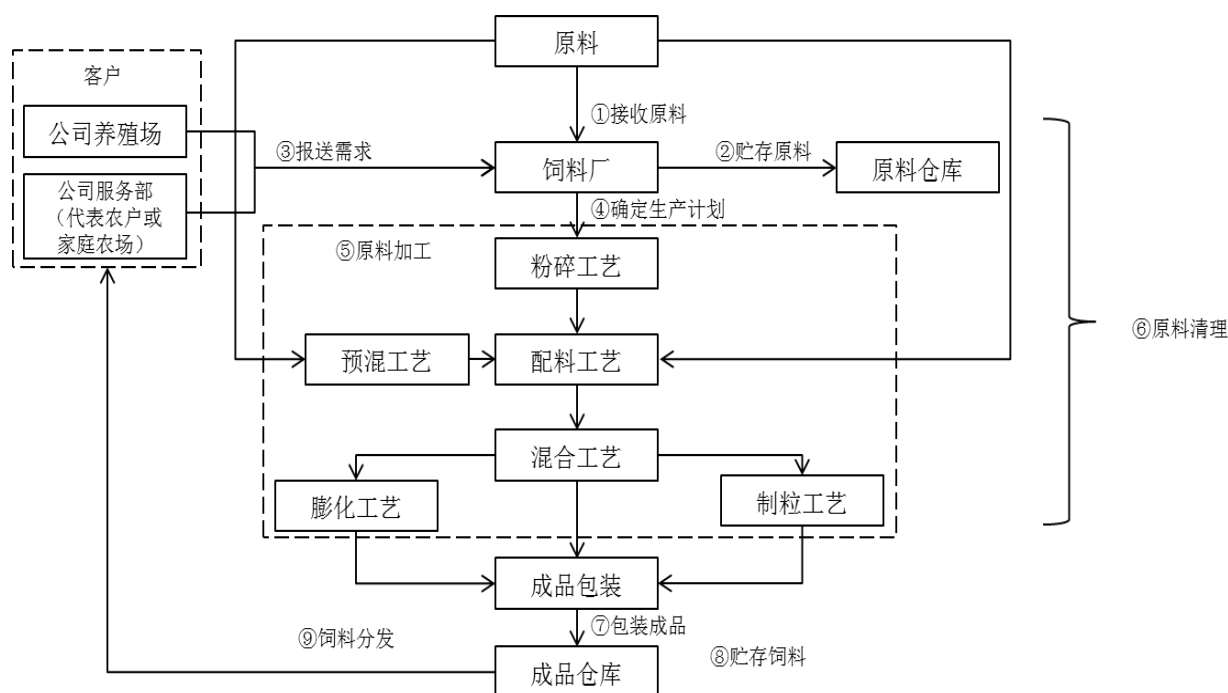 原料
客户
公司养殖场
①接收原料
③报送需求
饲料厂
②贮存原料
原料仓库
公司服务部
（代表农户或
家庭农场）
④确定生产计划
⑤原料加工
粉碎工艺
⑥原料清理
预混工艺
配料工艺
混合工艺
膨化工艺
制粒工艺
成品包装
⑦包装成品
⑨饲料分发
⑧贮存饲料
成品仓库